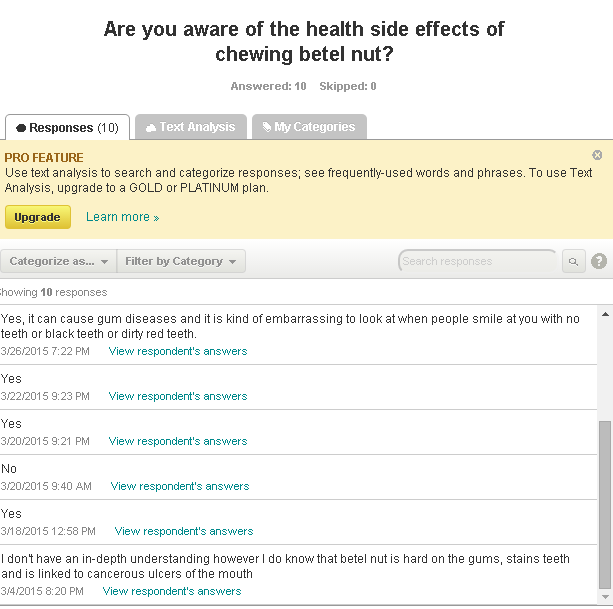 Are you aware of the health side effects of
chewing betel nut?
Answered: 10 Skipped: 0
Responses (10) Text Analysis My Categories
PRO FEATURE
Use text analysis to search and categorize responses; see frequently-used words and phrases. To use Text
Analysis, upgrade to a GOLD or PLATINUM plan.
Upgrade Learn more »
Categorize as... Filter by Category Search responses ?
howing 10 responses
Yes, it can cause gum diseases and it is kind of embarrassing to look at when people smile at you with no
teeth or black teeth or dirty red teeth.
3/26/2015 7:22 PM View respondent's answers
Yes
3/22/2015 9:23 PM View respondent's answers
Yes
3/20/2015 9:21 PM View respondent's answers
No
3/20/2015 9:40 AM View respondent's answers
Yes
3/18/2015 12:58 PM View respondent's answers
I don't have an in-depth understanding however I do know that betel nut is hard on the gums, stains teeth
and is linked to cancerous ulcers of the mouth
3/4/2015 8:20 PM View respondent's answers